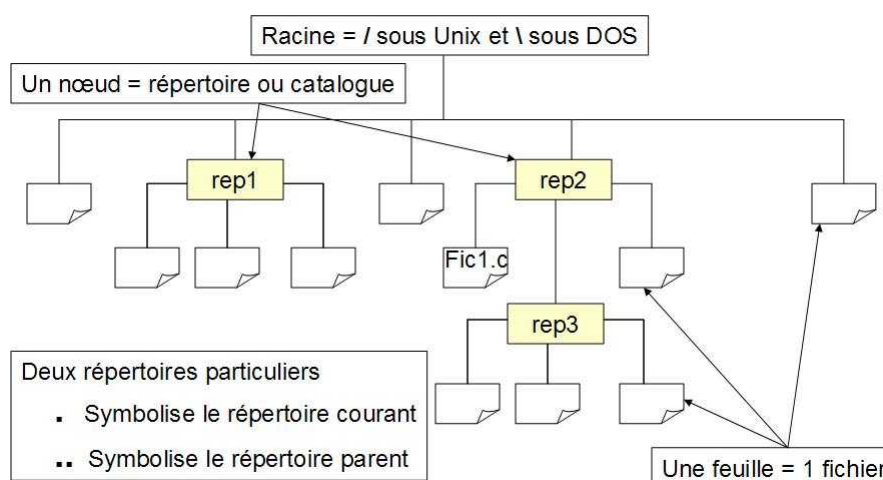 Racine = / sous Unix et \ sous DOS
Un nœud = répertoire ou catalogue
rep1
rep2
Fic1.c
rep3
Deux répertoires particuliers
. Symbolise le répertoire courant
.. Symbolise le répertoire parent
Une feuille = 1 fichier